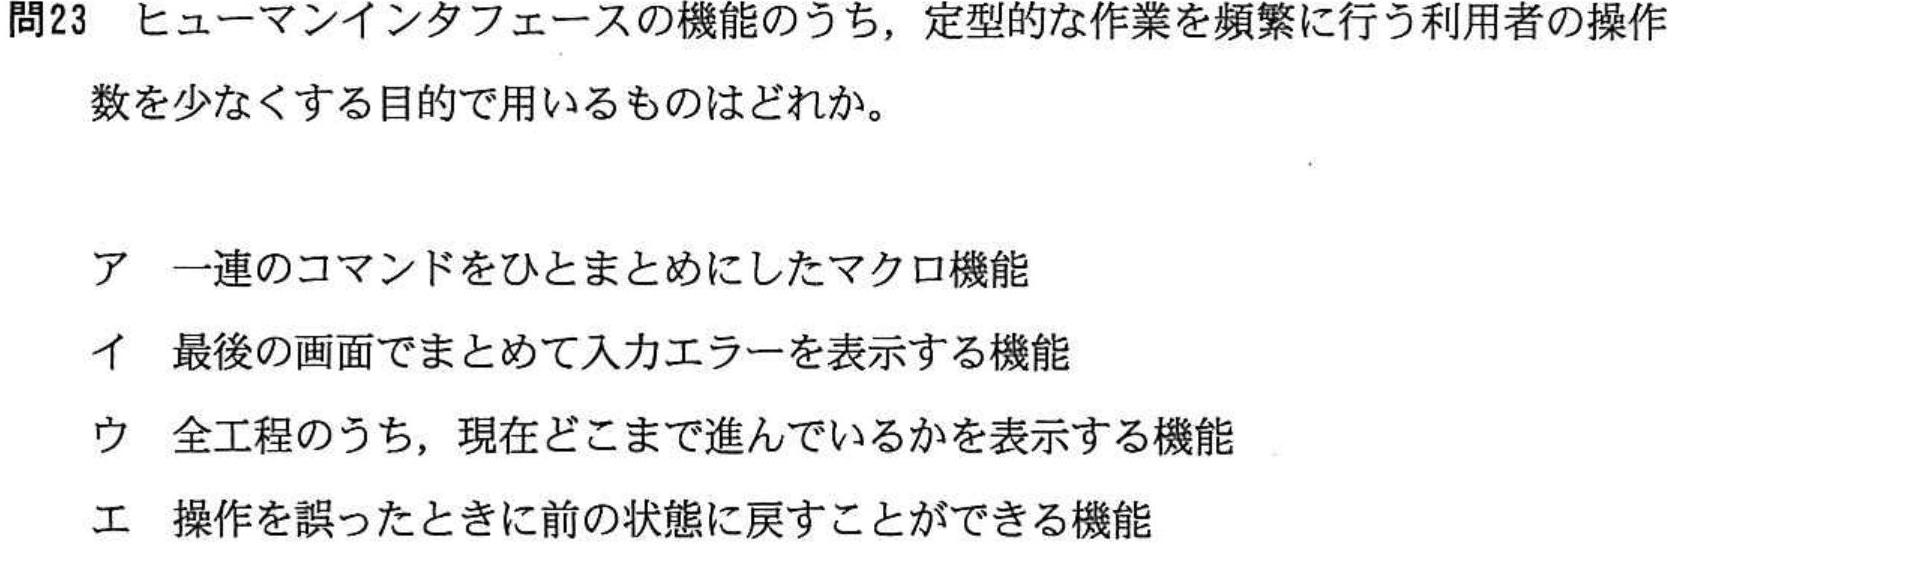 問23　ヒューマンインタフェースの機能のうち，定型的な作業を頻繁に行う利用者の操作
数を少なくする目的で用いるものはどれか。
ア　一連のコマンドをひとまとめにしたマクロ機能
イ　最後の画面でまとめて入力エラーを表示する機能
ウ　全工程のうち，現在どこまで進んでいるかを表示する機能
エ　操作を誤ったときに前の状態に戻すことができる機能